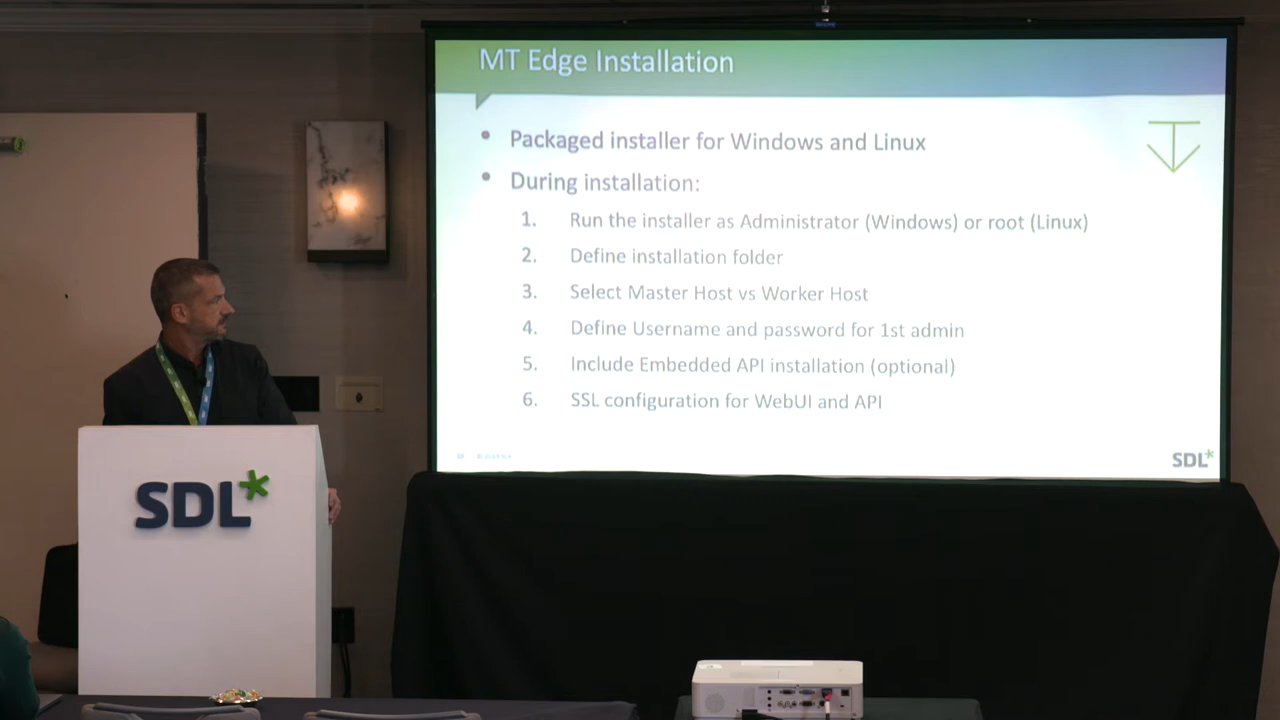 MT Edge Installation
• Packaged installer for Windows and Linux
• During installation:
1. Run the installer as Administrator (Windows) or root (Linux)
2. Define installation folder
3. Select Master Host vs Worker Host
4. Define Username and password for 1st admin
5. Include Embedded API installation (optional)
6. SSL configuration for WebUI and API
SDL*
SDL*